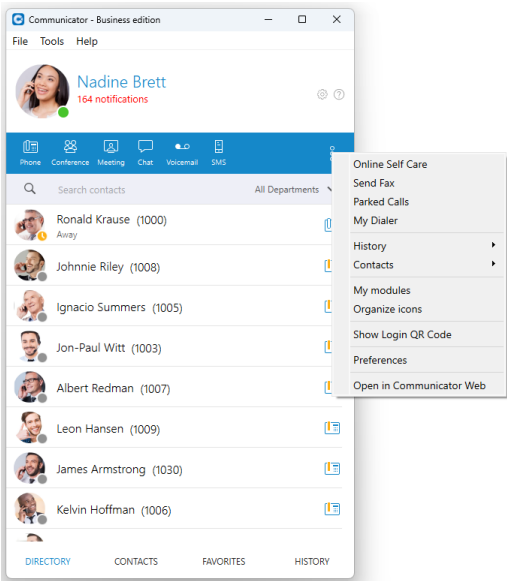 Communicator - Business edition
File Tools Help
Nadine Brett
164 notifications
Phone Conference Meeting Chat Voicemail SMS
Search contacts All Departments
Ronald Krause (1000)
Away
Johnnie Riley (1008)
Ignacio Summers (1005)
Jon-Paul Witt (1003)
Albert Redman (1007)
Leon Hansen (1009)
James Armstrong (1030)
Kelvin Hoffman (1006)
DIRECTORY CONTACTS FAVORITES HISTORY
Online Self Care
Send Fax
Parked Calls
My Dialer
History
Contacts
My modules
Organize icons
Show Login QR Code
Preferences
Open in Communicator Web